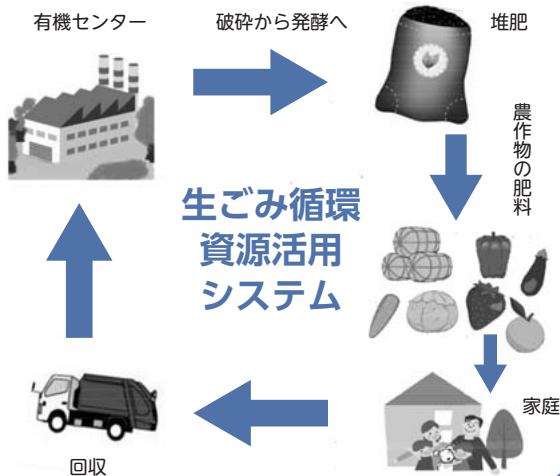 有機センター
破砕から発酵へ
堆肥
農作物の肥料
生ごみ循環
資源活用
システム
家庭
回収